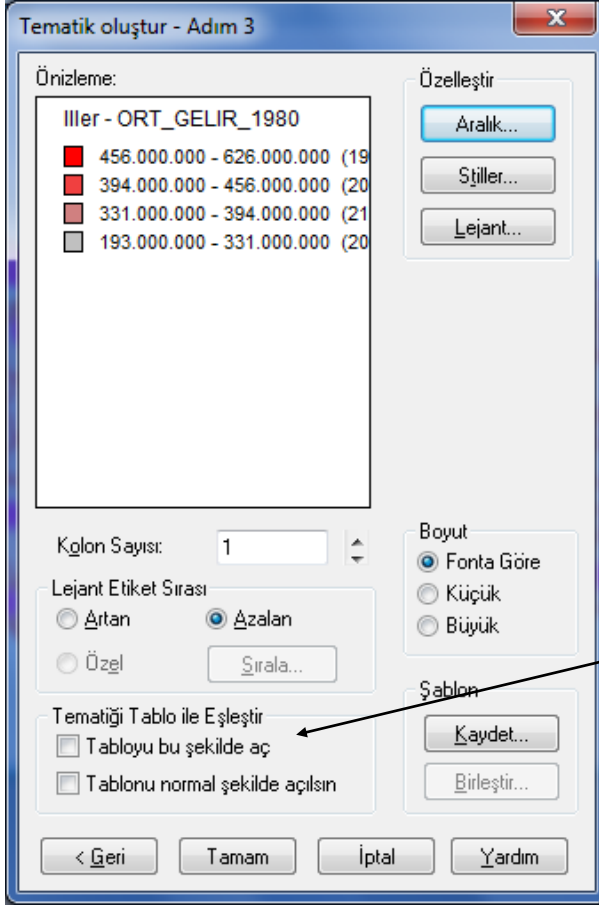 Tematik oluştur - Adım 3
Önizleme:
Iller - ORT_GELIR_1980
456.000.000 - 626.000.000 (19
394.000.000 - 456.000.000 (20
331.000.000 - 394.000.000 (21
193.000.000 - 331.000.000 (20
Özelleştir
Aralık...
Stiller...
Lejant...
Kolon Sayısı: 1
Boyut
Fonta Göre
Küçük
Büyük
Lejant Etiket Sırası
Artan Azalan
Özel Sırala...
Tematiği Tablo ile Eşleştir
Tabloyu bu şekilde aç
Tablonu normal şekilde açılsın
Şablon
Kaydet...
Birleştir...
< Geri Tamam İptal Yardım